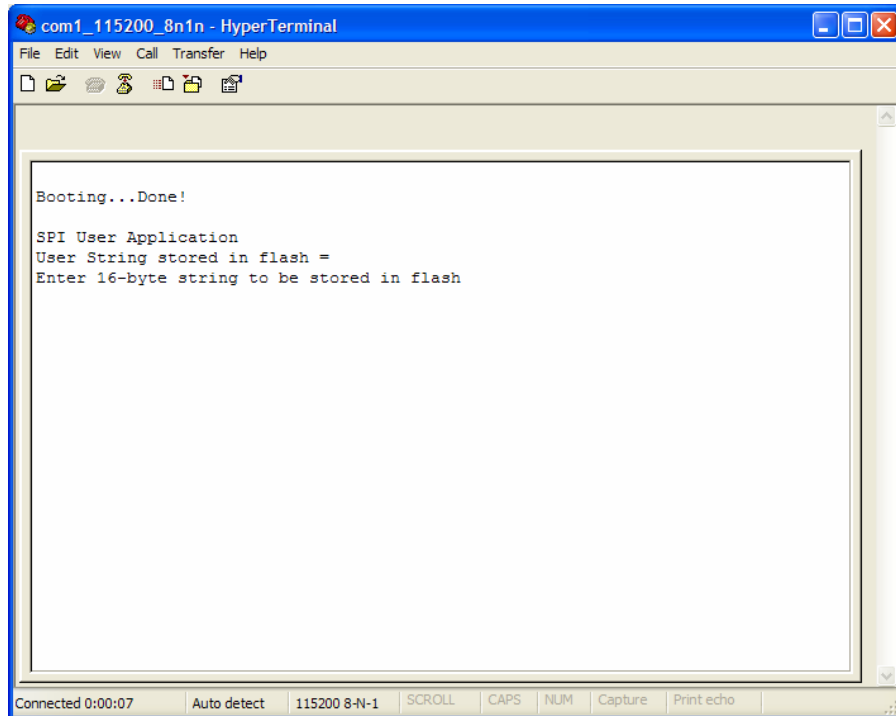 com1_115200_8n1n - HyperTerminal
File Edit View Call Transfer Help
Booting...Done!
SPI User Application
User String stored in flash =
Enter 16-byte string to be stored in flash
Connected 0:00:07 Auto detect 115200 8-N-1 SCROLL CAPS NUM Capture Print echo